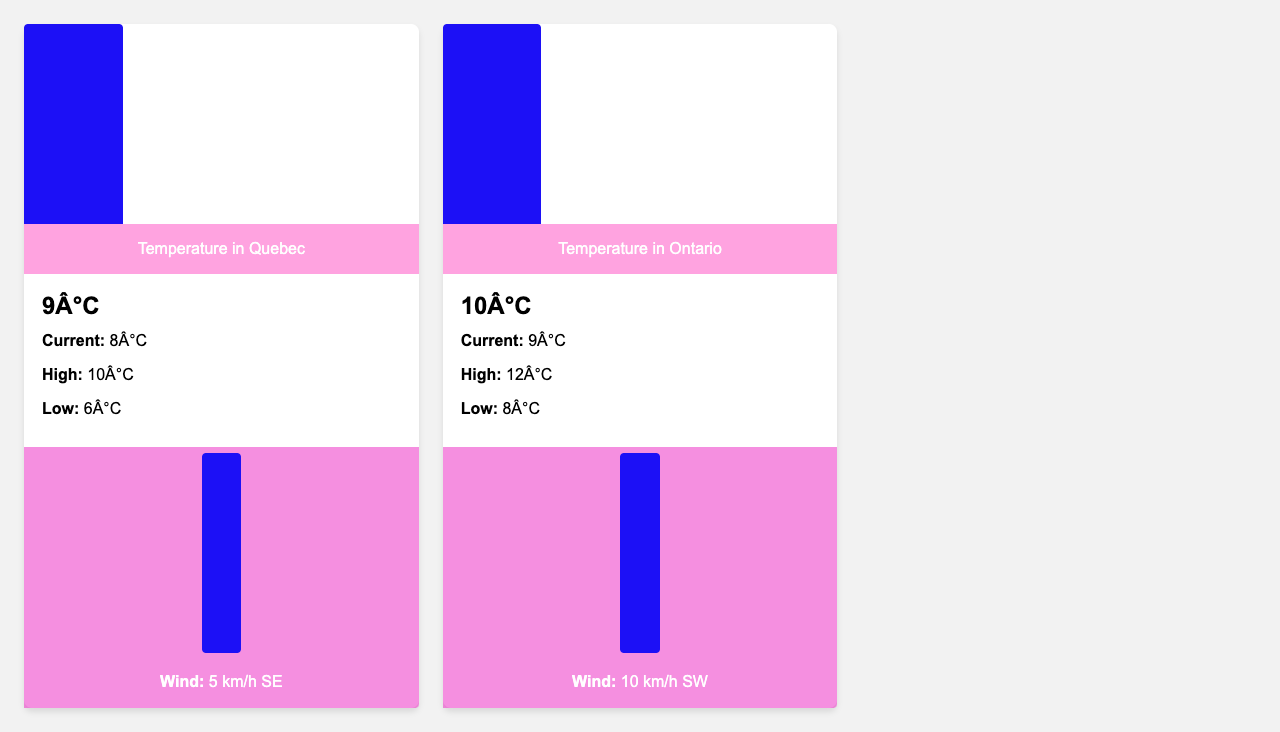 Temperature in Quebec
9Â°C
Current: 8Â°C
High: 10Â°C
Low: 6Â°C
Wind: 5 km/h SE
Temperature in Ontario
10Â°C
Current: 9Â°C
High: 12Â°C
Low: 8Â°C
Wind: 10 km/h SW